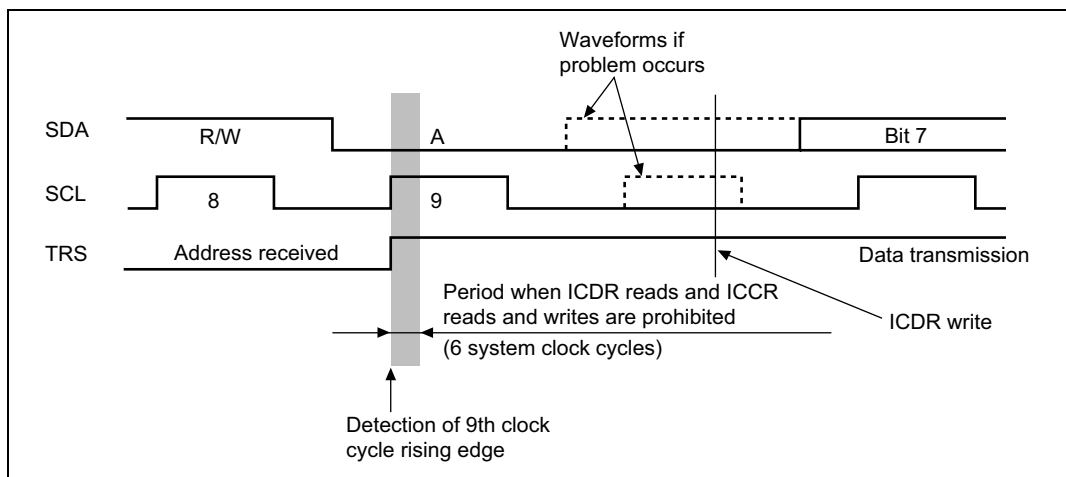 Waveforms if
problem occurs
SDA
R/W
A
Bit 7
SCL
8
9
TRS
Address received
Data transmission
Period when ICDR reads and ICCR
reads and writes are prohibited
(6 system clock cycles)
ICDR write
Detection of 9th clock
cycle rising edge